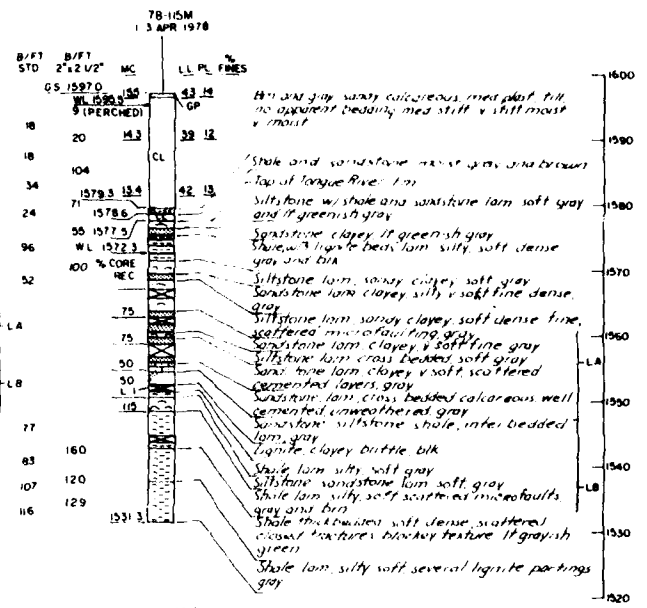 78-115M
13 APR 1978
B/FT STD
B/FT 2"x2 1/2"
MC
LL PL % FINES
GS 1597.0
15.5
43 14
WL 1595.5
9 (PERCHED)
GP
18
20
14.3
39 12
18
CL
104
34
1579.3
13.4
42 13
71
24
1578.6
55 1577.5
96
WL 1572.3
100 % CORE REC
52
75
LA
75
50
LB
50
L 1
115
77
83
160
107
120
116
129
1531.3
Brn and gray sandy calcareous, med plast, till,
no apparent bedding med stiff v stiff moist
v moist
Shale and sandstone moist gray and brown
Top of Tongue River fm
Siltstone w/shale and sandstone lam soft gray
and lt greenish gray
Sandstone clayey lt greenish gray
Shale, w/ lignite beds lam silty, soft dense
gray and blk
Siltstone lam, sandy clayey soft gray
Sandstone lam clayey, silty v soft fine dense,
gray
Siltstone lam sandy clayey, soft dense fine,
scattered microfaulting gray
Sandstone lam clayey, v soft fine gray
Siltstone lam cross bedded, soft gray
Sandstone lam clayey v soft, scattered
cemented layers, gray
Sandstone, lam, cross bedded calcareous well
cemented, unweathered, gray
Sandstone siltstone shale, inter bedded
lam, gray
Lignite, clayey brittle, blk
Shale, lam silty, soft gray
Siltstone sandstone lam soft, gray
Shale lam, silty, soft scattered microfaults,
gray and brn
Shale thick bedded soft dense, scattered
closed fractures blockey texture lt grayish
green
Shale lam, silty soft several lignite partings
gray
LA
LB
1600
1590
1580
1570
1560
1550
1540
1530
1520